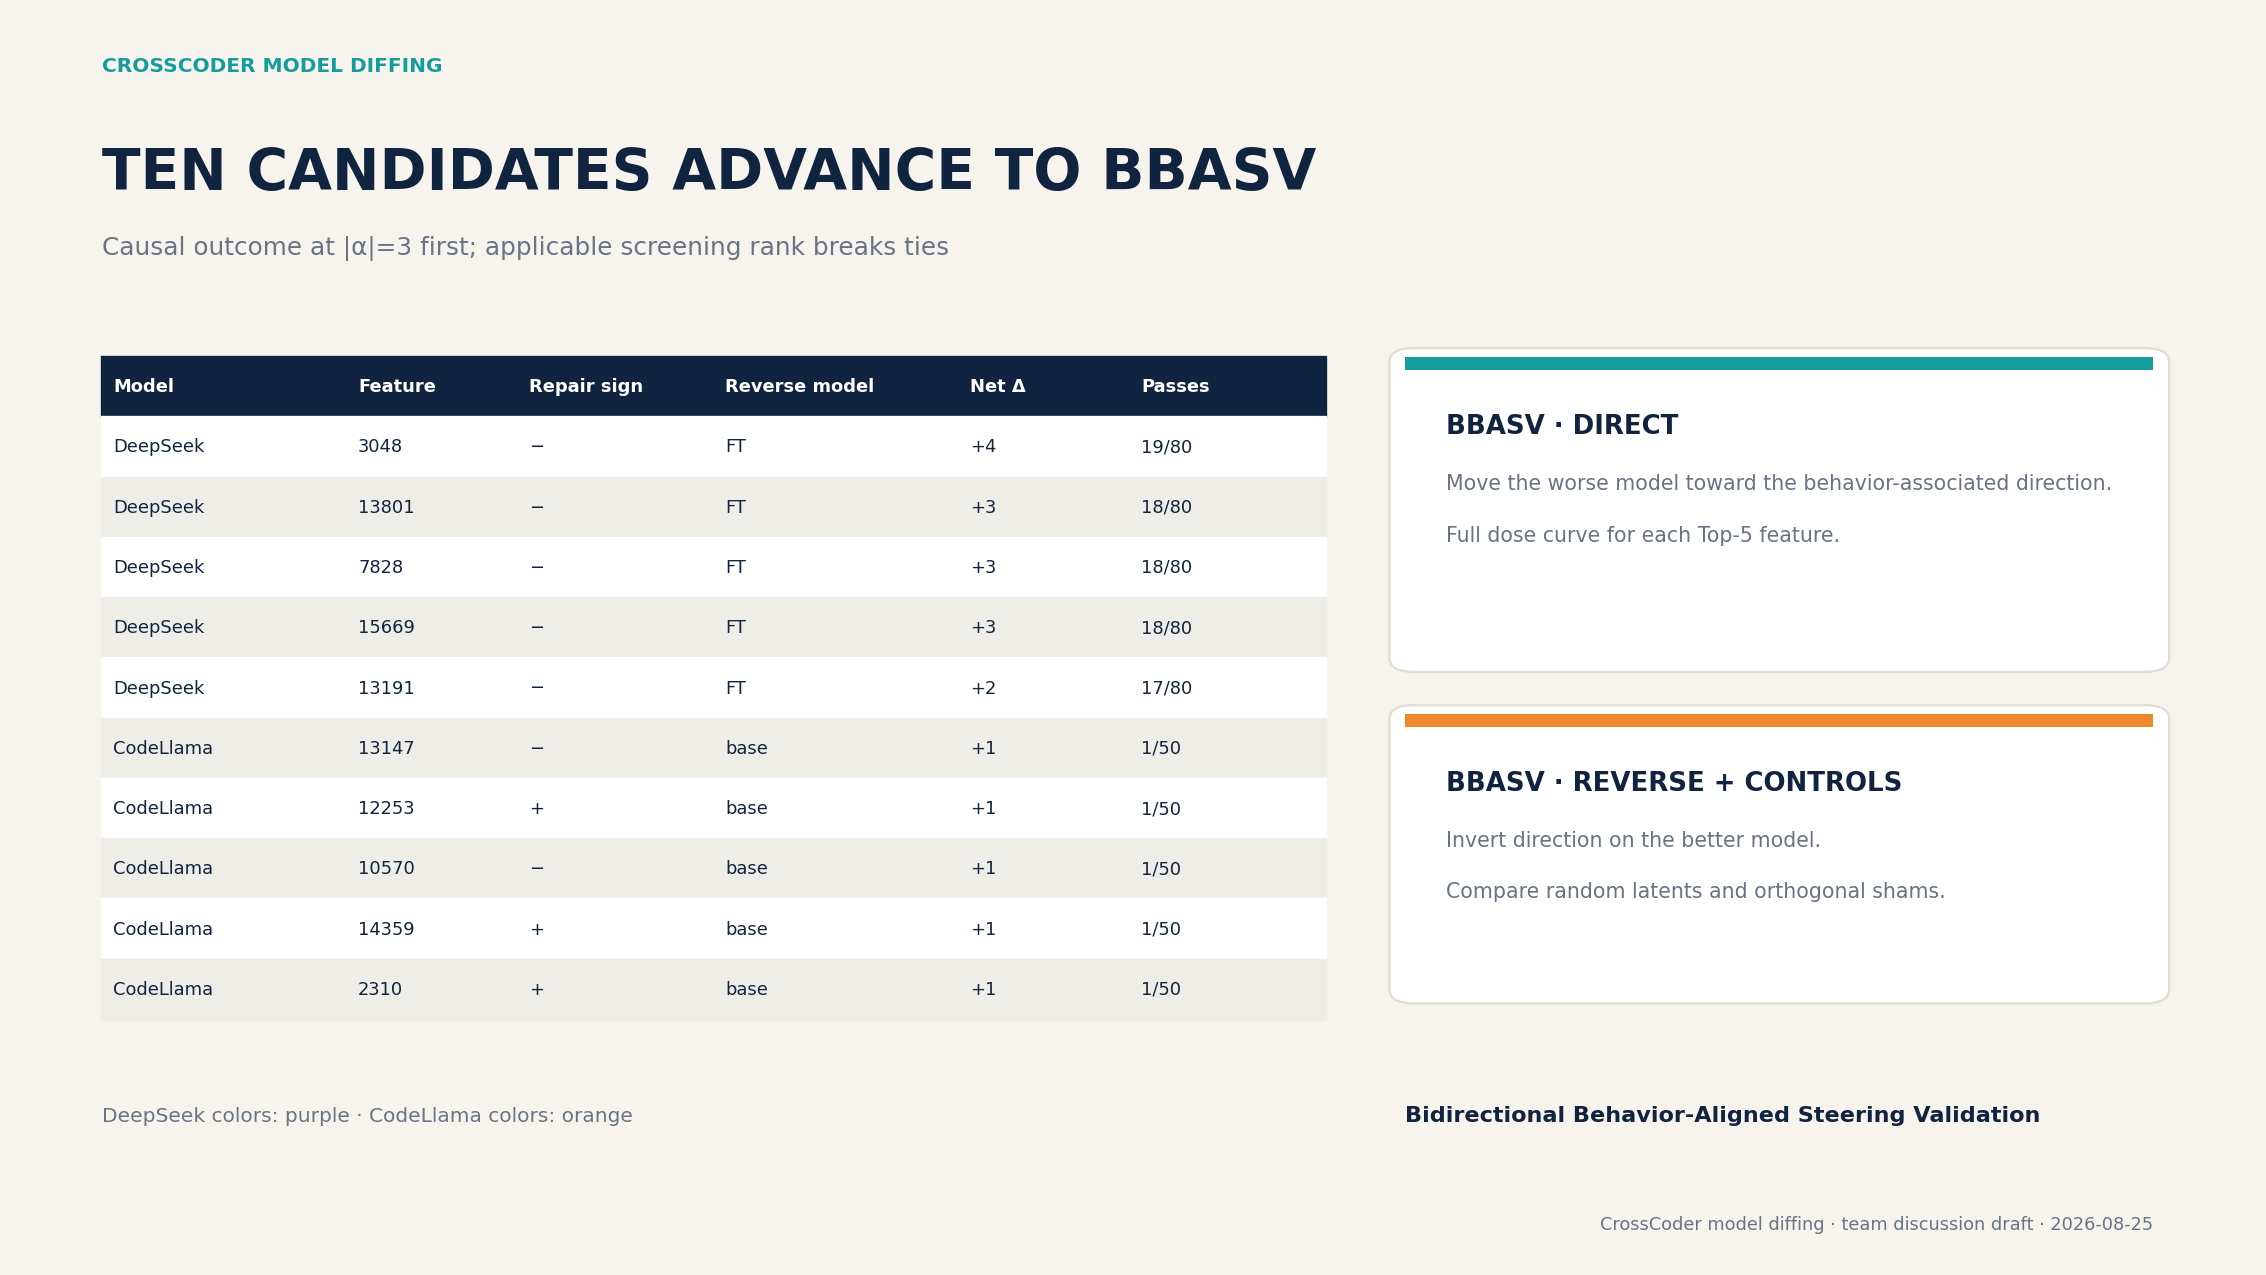 CROSSCODER MODEL DIFFING
TEN CANDIDATES ADVANCE TO BBASV
Causal outcome at |α|=3 first; applicable screening rank breaks ties
Model Feature Repair sign Reverse model Net Δ Passes
DeepSeek 3048 − FT +4 19/80
DeepSeek 13801 − FT +3 18/80
DeepSeek 7828 − FT +3 18/80
DeepSeek 15669 − FT +3 18/80
DeepSeek 13191 − FT +2 17/80
CodeLlama 13147 − base +1 1/50
CodeLlama 12253 + base +1 1/50
CodeLlama 10570 − base +1 1/50
CodeLlama 14359 + base +1 1/50
CodeLlama 2310 + base +1 1/50
BBASV · DIRECT
Move the worse model toward the behavior-associated direction.
Full dose curve for each Top-5 feature.
BBASV · REVERSE + CONTROLS
Invert direction on the better model.
Compare random latents and orthogonal shams.
DeepSeek colors: purple · CodeLlama colors: orange
Bidirectional Behavior-Aligned Steering Validation
CrossCoder model diffing · team discussion draft · 2026-08-25